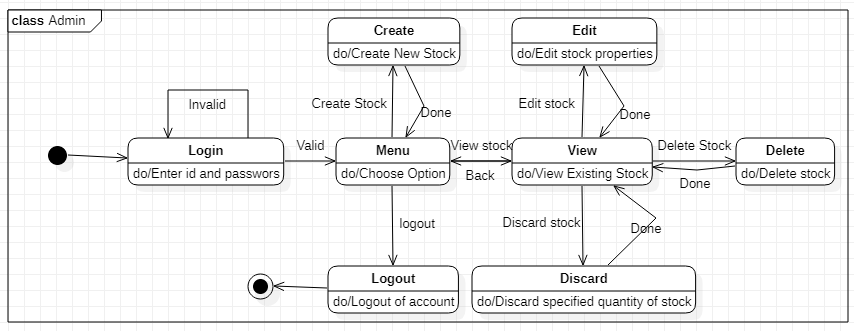 class Admin
Create
do/Create New Stock
Edit
do/Edit stock properties
Invalid
Create Stock
Done
Edit stock
Done
Login
do/Enter id and passwors
Valid
Menu
do/Choose Option
View stock
Back
View
do/View Existing Stock
Delete Stock
Done
Delete
do/Delete stock
logout
Discard stock
Done
Logout
do/Logout of account
Discard
do/Discard specified quantity of stock